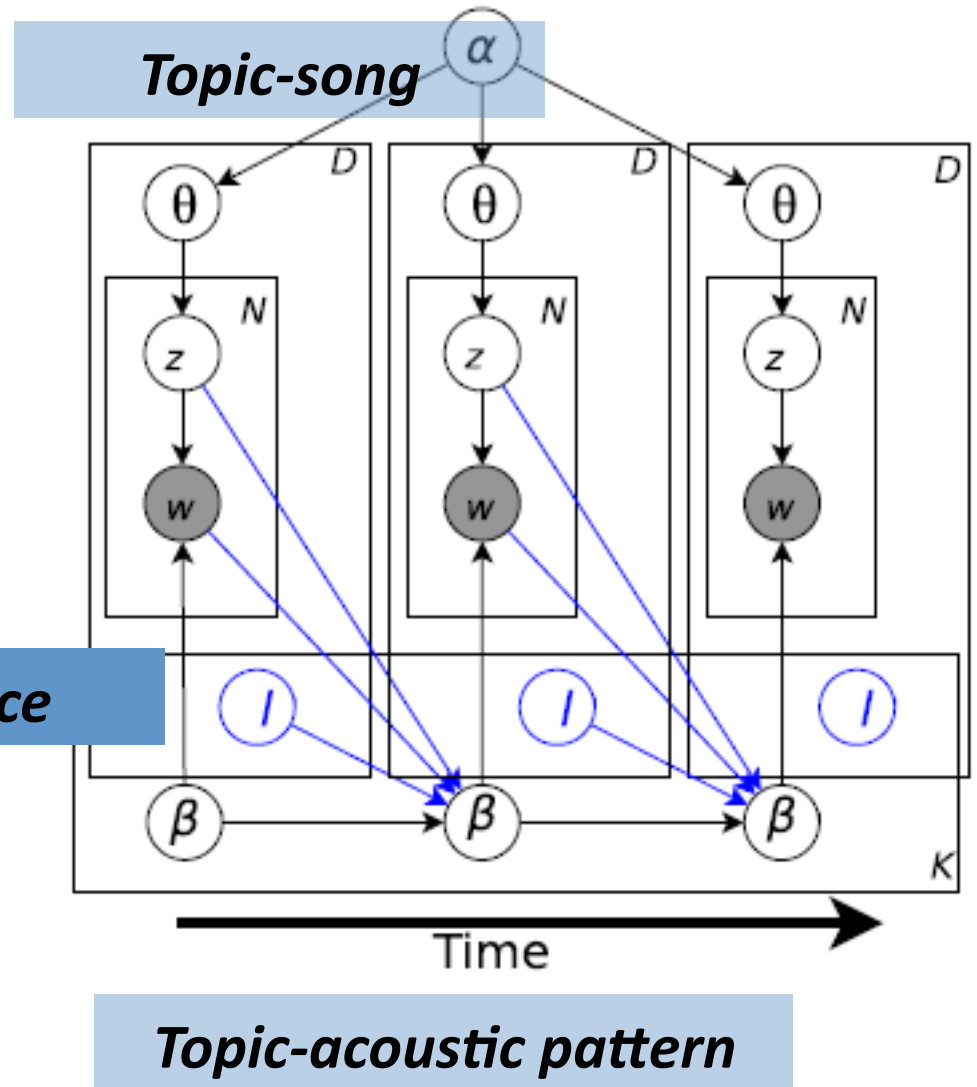 α
Topic-song
D D D
θ θ θ
N N N
z z z
w w w
ce
l l l
β β β
K
Time
Topic-acoustic pattern